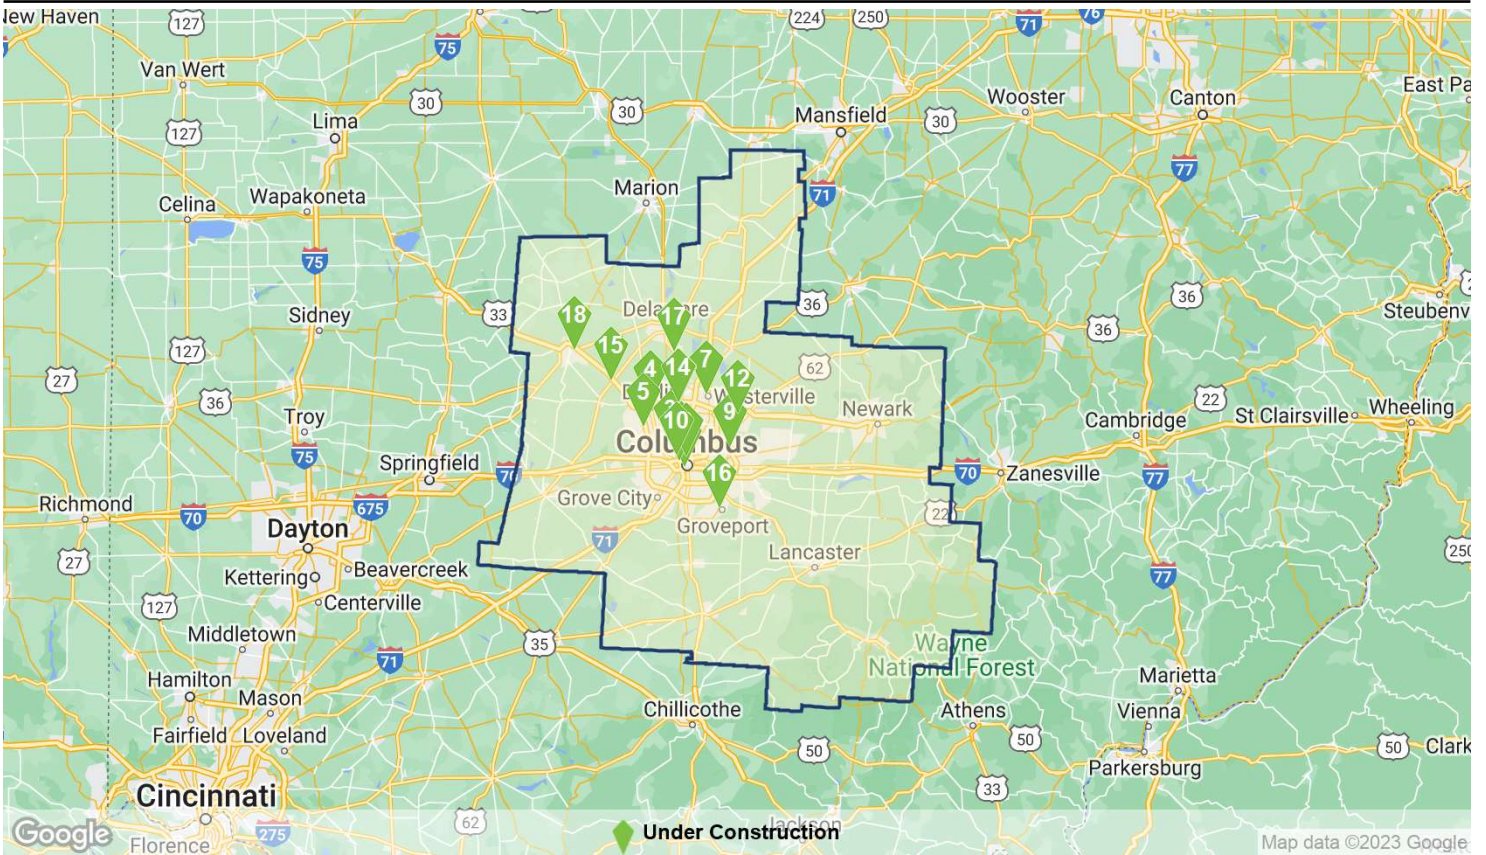 New Haven
127
224
250
71
76
75
Van Wert
30
30
Mansfield
30
Wooster
Canton
East Pa
127
Lima
77
Marion
71
Celina
Wapakoneta
75
33
Delaware
36
36
18
17
Sidney
36
Steubenv
127
15
4
14
7
62
12
27
36
5
Westerville
22
9
Newark
Troy
10
Cambridge
St Clairsville
Wheeling
75
Columbus
Springfield
70
70
Zanesville
16
77
Richmond
70
675
Grove City
22
Dayton
Groveport
71
250
27
Lancaster
Kettering
Beavercreek
77
127
Centerville
Middletown
35
71
Wayne
National Forest
Hamilton
Mason
Marietta
Chillicothe
Athens
Vienna
Fairfield
Loveland
50
50
50
Clark
Parkersburg
Cincinnati
33
62
Google
275
Under Construction
Jackson
Florence
Map data ©2023 Google